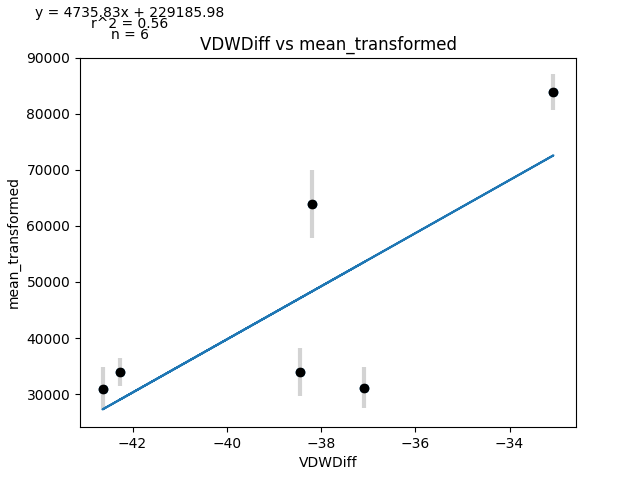 y = 4735.83x + 229185.98
r^2 = 0.56
n = 6
VDWDiff vs mean_transformed
90000
80000
70000
60000
50000
40000
30000
mean_transformed
−42
−40
−38
−36
−34
VDWDiff